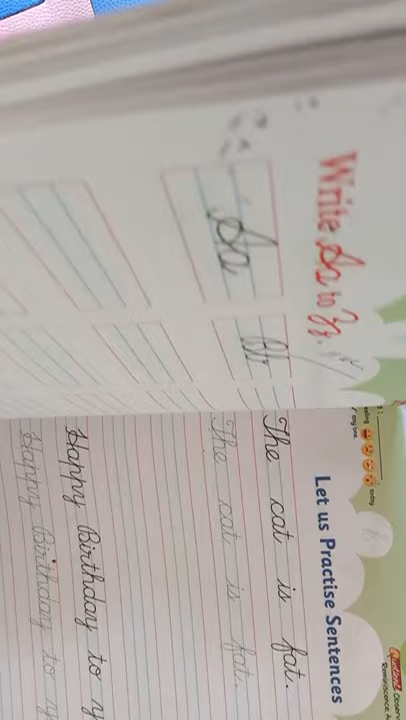 Write Aa to Zz.
Aa
Let us Practise Sentences
The cat is fat.
The cat is fat.
Happy Birthday to
Happy Birthday to